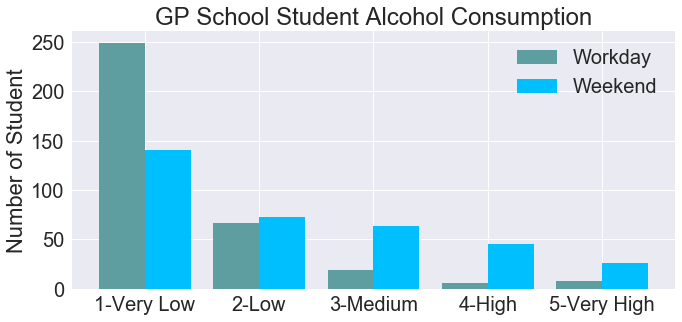 GP School Student Alcohol Consumption
Number of Student
250
200
150
100
50
0
Workday
Weekend
1-Very Low 2-Low 3-Medium 4-High 5-Very High